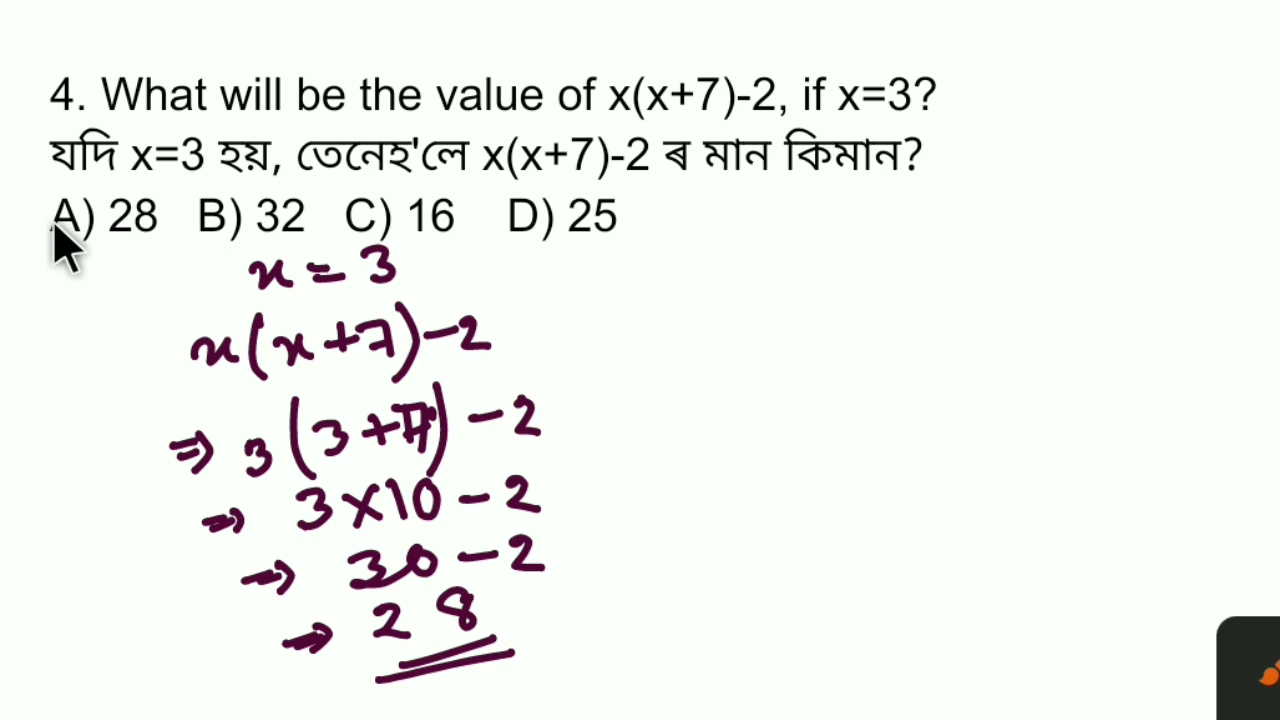 4. What will be the value of x(x+7)-2, if x=3?
যদি x=3 হয়, তেনেহ'লে x(x+7)-2 ৰ মান কিমান?
A) 28 B) 32 C) 16 D) 25
x = 3
x(x+7)-2
⇒ 3(3+7)-2
⇒ 3×10-2
⇒ 30-2
⇒ 28